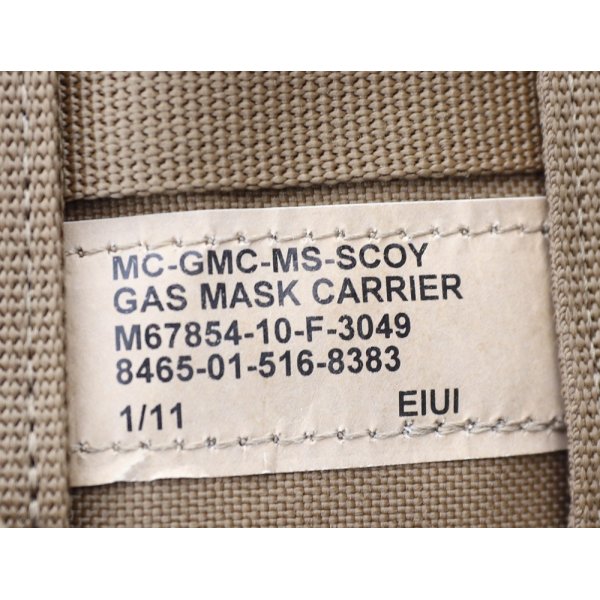 MC-GMC-MS-SCOY
GAS MASK CARRIER
M67854-10-F-3049
8465-01-516-8383
1/11 EIUI